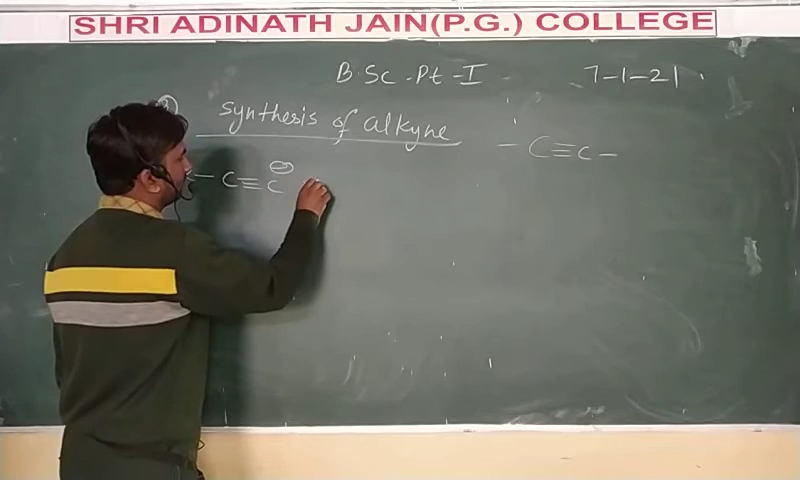 SHRI ADINATH JAIN(P.G.) COLLEGE
B.Sc-Pt-I 7-1-21
Synthesis of alkyne
-C≡C-
-C≡C⊖